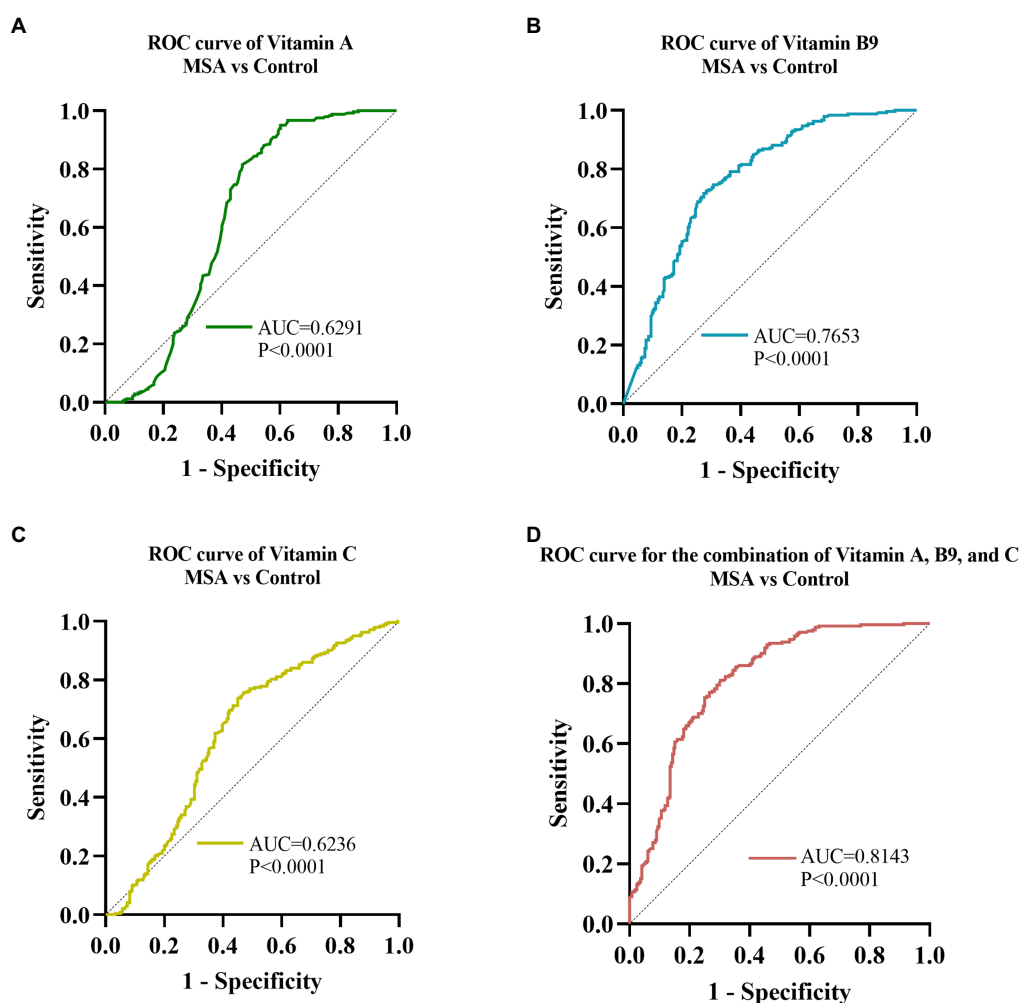 A
ROC curve of Vitamin A
MSA vs Control
1.0
0.8
0.6
0.4
0.2
0.0
Sensitivity
AUC=0.6291
P<0.0001
0.0 0.2 0.4 0.6 0.8 1.0
1 - Specificity
B
ROC curve of Vitamin B9
MSA vs Control
1.0
0.8
0.6
0.4
0.2
0.0
Sensitivity
AUC=0.7653
P<0.0001
0.0 0.2 0.4 0.6 0.8 1.0
1 - Specificity
C
ROC curve of Vitamin C
MSA vs Control
1.0
0.8
0.6
0.4
0.2
0.0
Sensitivity
AUC=0.6236
P<0.0001
0.0 0.2 0.4 0.6 0.8 1.0
1 - Specificity
D
ROC curve for the combination of Vitamin A, B9, and C
MSA vs Control
1.0
0.8
0.6
0.4
0.2
0.0
Sensitivity
AUC=0.8143
P<0.0001
0.0 0.2 0.4 0.6 0.8 1.0
1 - Specificity